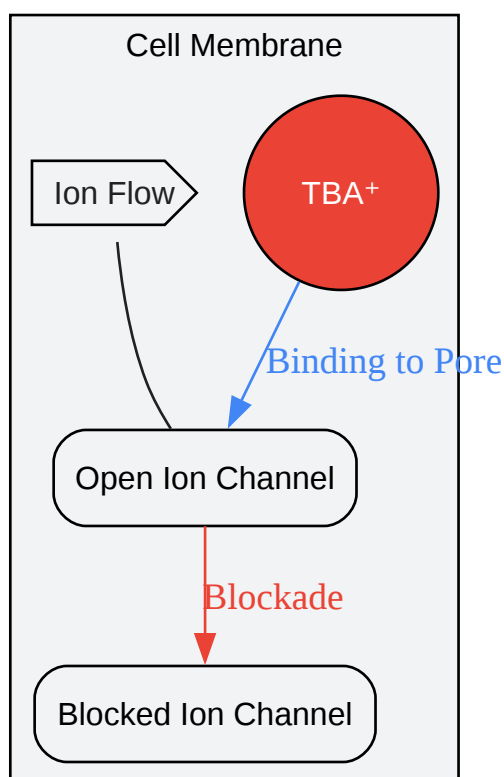 Cell Membrane
Ion Flow
TBA⁺
Binding to Pore
Open Ion Channel
Blockade
Blocked Ion Channel